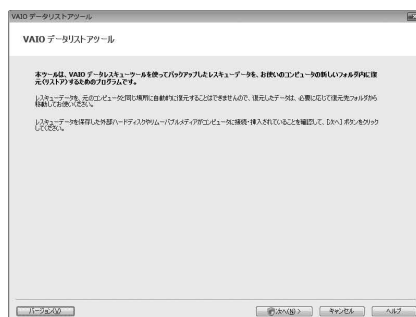 VAIO データリストアツール
VAIO データリストアツール
本ツールは、VAIO データレスキューツールを使ってバックアップしたレスキューデータを、お使いのコンピュータの新しいフォルダ内に復
元(リストア)するためのプログラムです。
レスキューデータを、元のコンピュータと同じ場所に自動的に復元することはできませんので、復元したデータは、必要に応じて復元先フォルダから
移動してお使いください。
レスキューデータを保存した外部ハードディスクやリムーバブルメディアがコンピュータに接続・挿入されていることを確認して、[次へ] ボタンをクリック
してください。
バージョン(V) 次へ(N) > キャンセル ヘルプ